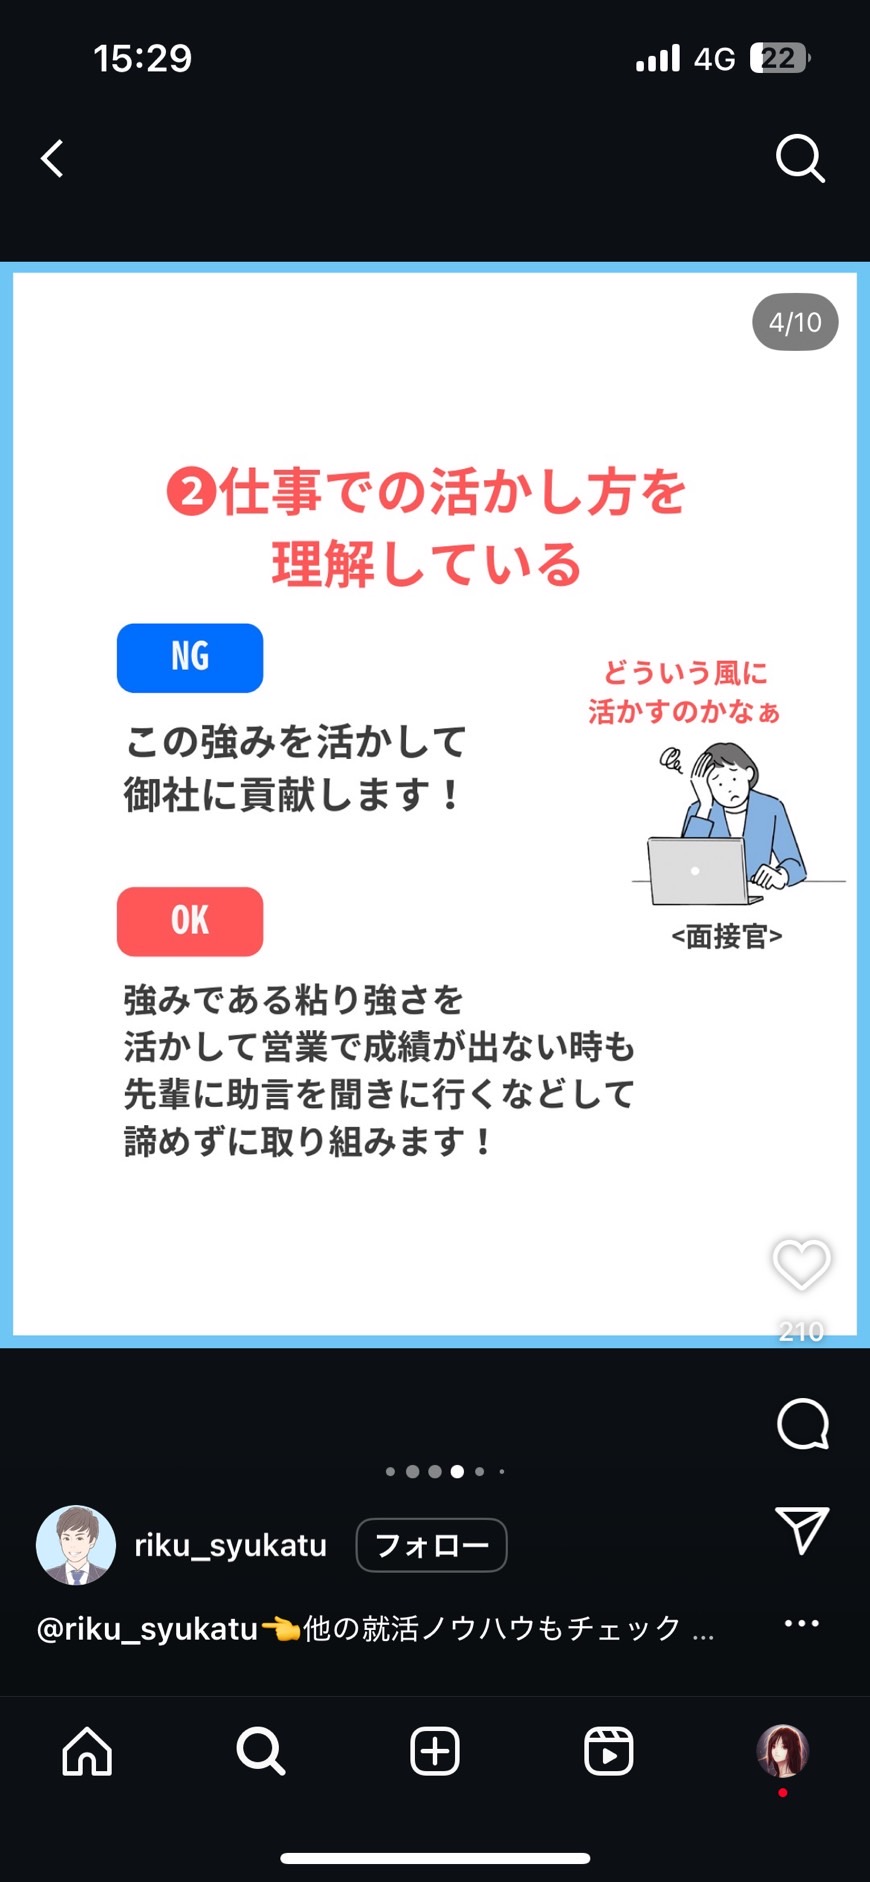 15:29
4G 22
4/10
❷仕事での活かし方を
理解している
NG
どういう風に
活かすのかなぁ
この強みを活かして
御社に貢献します！
<面接官>
OK
強みである粘り強さを
活かして営業で成績が出ない時も
先輩に助言を聞きに行くなどして
諦めずに取り組みます！
210
riku_syukatu フォロー
@riku_syukatu👈他の就活ノウハウもチェック ...